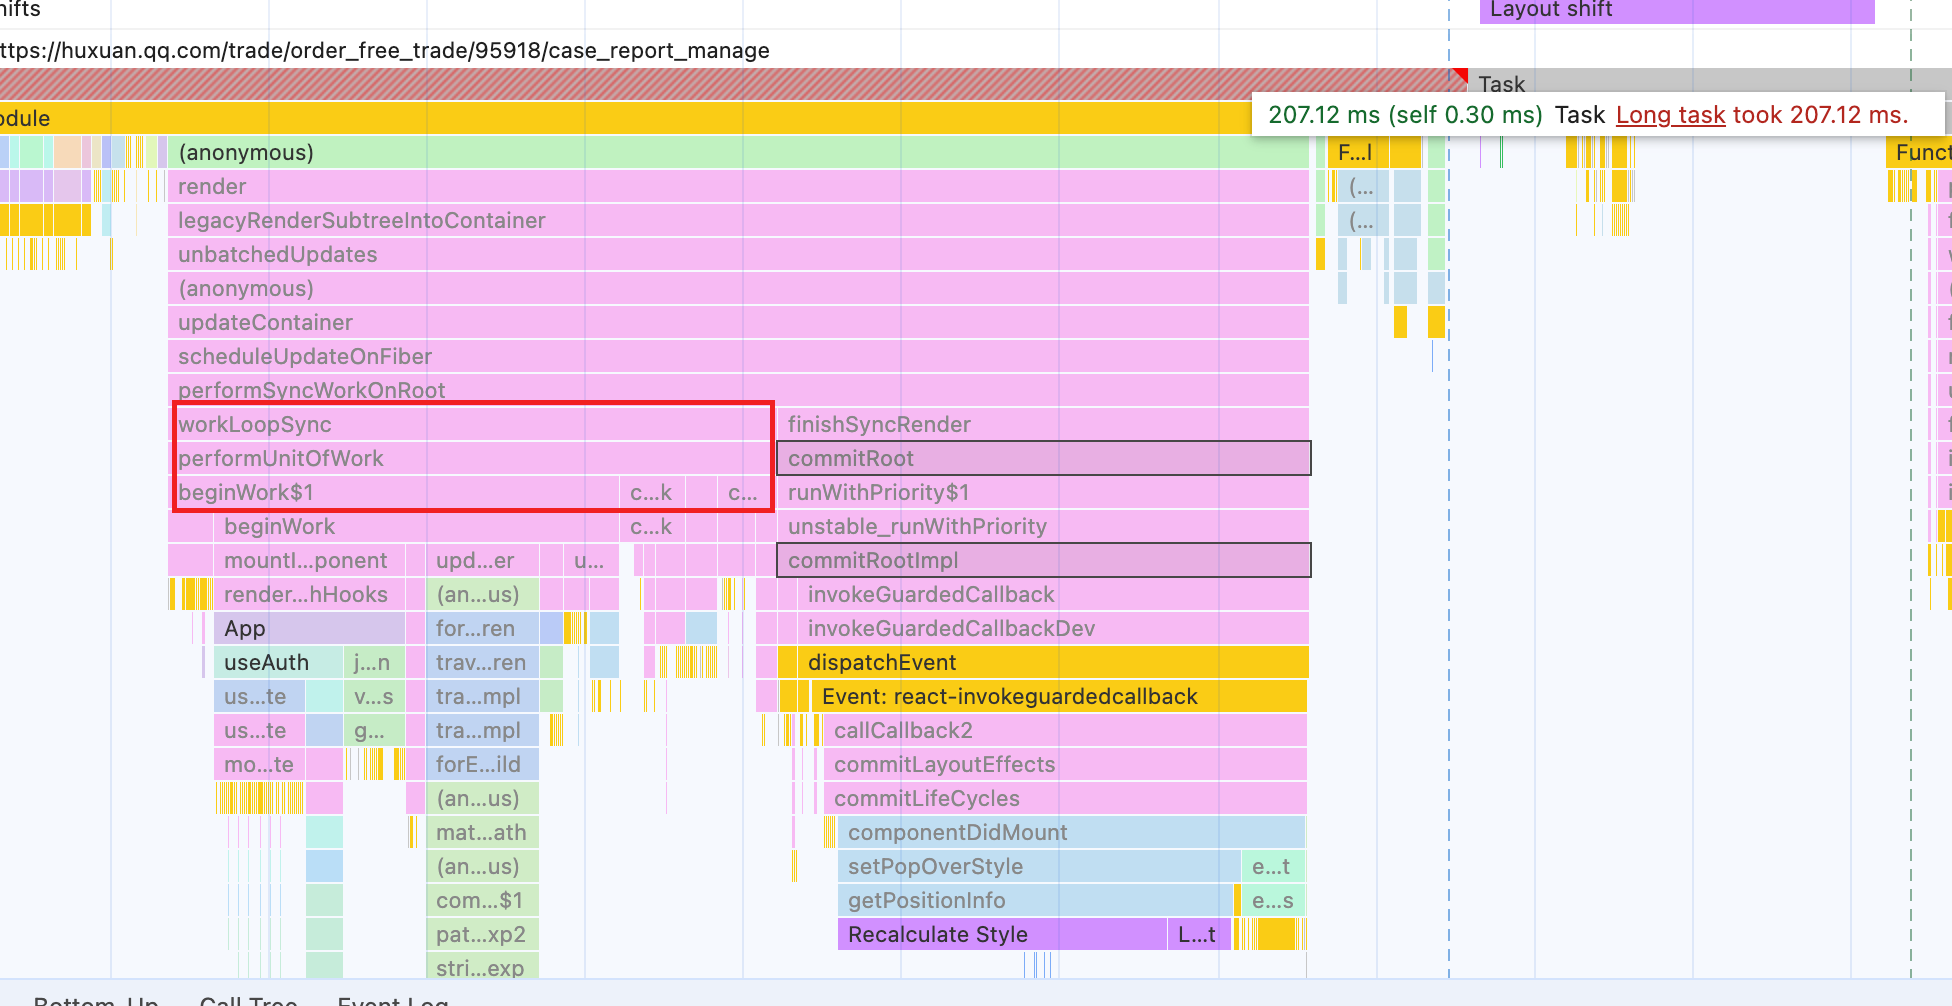 ifts
Layout shift
ttps://huxuan.qq.com/trade/order_free_trade/95918/case_report_manage
Task
207.12 ms (self 0.30 ms) Task Long task took 207.12 ms.
odule
(anonymous) F...l Funct
render (...
legacyRenderSubtreeIntoContainer (...
unbatchedUpdates
(anonymous)
updateContainer
scheduleUpdateOnFiber
performSyncWorkOnRoot
workLoopSync finishSyncRender
performUnitOfWork commitRoot
beginWork$1 c...k c... runWithPriority$1
beginWork c...k unstable_runWithPriority
mountI...ponent upd...er u... commitRootImpl
render...hHooks (an...us) invokeGuardedCallback
App for...ren invokeGuardedCallbackDev
useAuth j...n trav...ren dispatchEvent
us...te v...s tra...mpl Event: react-invokeguardedcallback
us...te g... tra...mpl callCallback2
mo...te forE...ild commitLayoutEffects
(an...us) commitLifeCycles
mat...ath componentDidMount
(an...us) setPopOverStyle e...t
com...$1 getPositionInfo e...s
pat...xp2 Recalculate Style L...t
stri...exp
Bottom-Up Call Tree Event Log